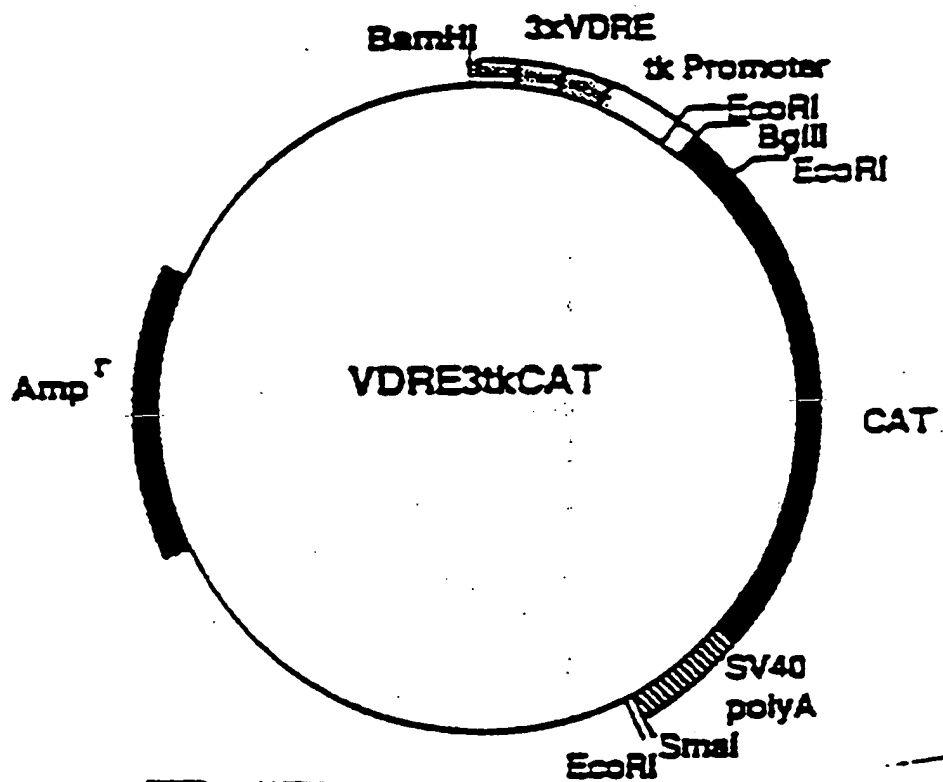 BamHI
3xVDRE
tk Promoter
EcoRI
BglII
EcoRI
Amp r
VDRE3tkCAT
CAT
SV40
polyA
SmaI
EcoRI